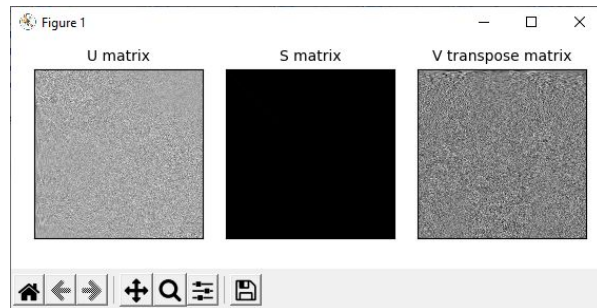 Figure 1
U matrix
S matrix
V transpose matrix